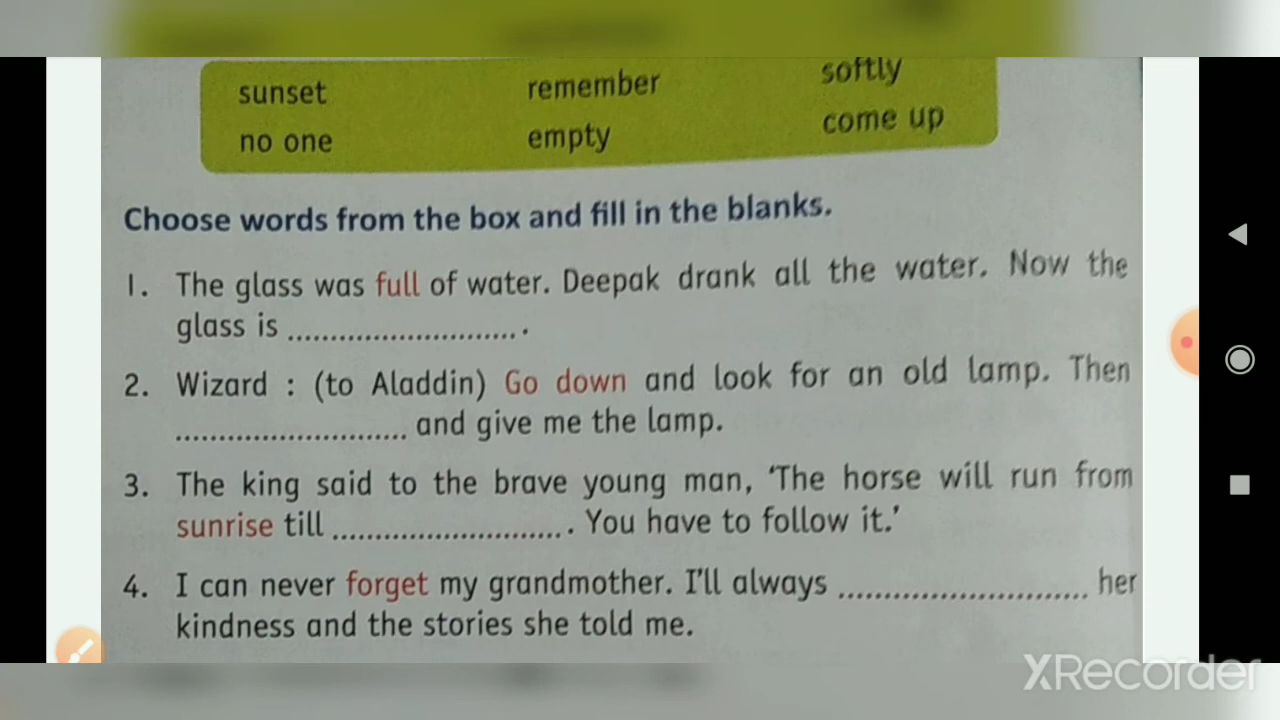 sunset remember softly
no one empty come up
Choose words from the box and fill in the blanks.
1. The glass was full of water. Deepak drank all the water. Now the
glass is ............................ .
2. Wizard : (to Aladdin) Go down and look for an old lamp. Then
............................ and give me the lamp.
3. The king said to the brave young man, ‘The horse will run from
sunrise till ............................ . You have to follow it.’
4. I can never forget my grandmother. I’ll always ............................ her
kindness and the stories she told me.
XRecorder